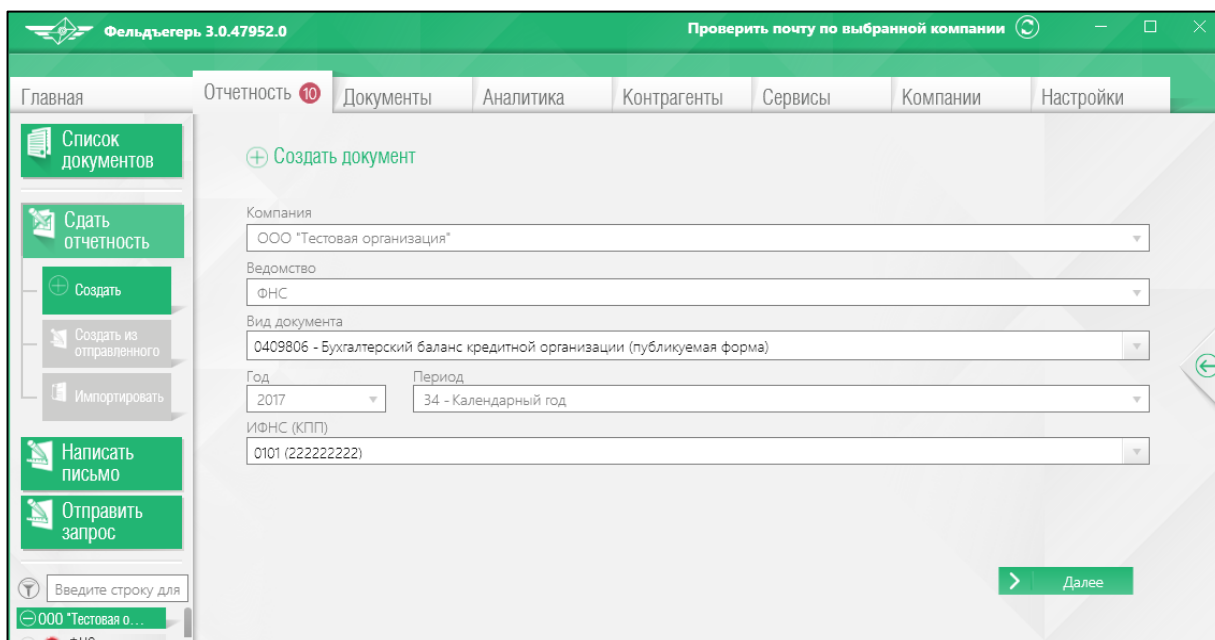 Фельдъегерь 3.0.47952.0
Проверить почту по выбранной компании
Главная
Отчетность 10
Документы
Аналитика
Контрагенты
Сервисы
Компании
Настройки
Список
документов
Сдать
отчетность
Создать
Создать из
отправленного
Импортировать
Написать
письмо
Отправить
запрос
Введите строку для
ООО "Тестовая о...
Создать документ
Компания
ООО "Тестовая организация"
Ведомство
ФНС
Вид документа
0409806 - Бухгалтерский баланс кредитной организации (публикуемая форма)
Год
Период
2017
34 - Календарный год
ИФНС (КПП)
0101 (222222222)
Далее